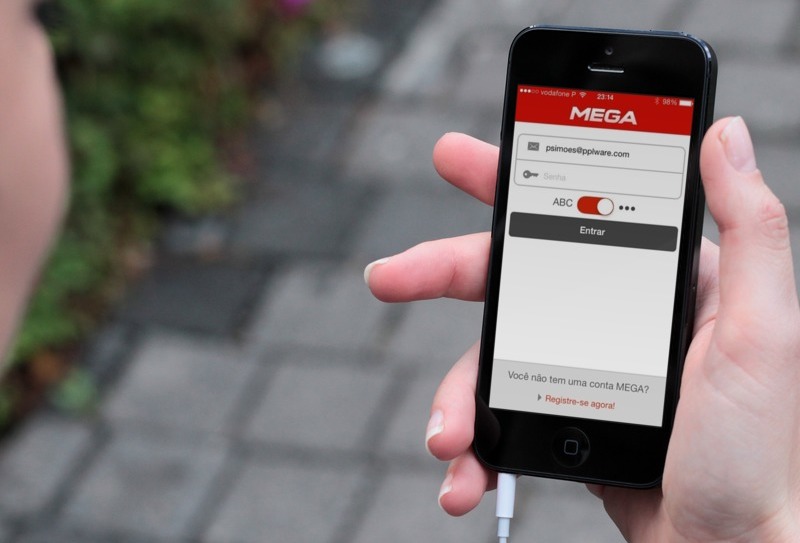 vodafone P 23:14 98%
MEGA
psimoes@pplware.com
Senha
ABC
Entrar
Você não tem uma conta MEGA?
Registre-se agora!